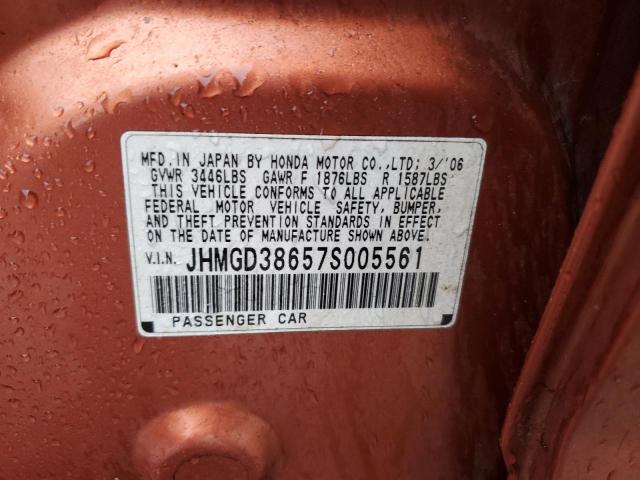 MFD.IN JAPAN BY HONDA MOTOR CO.,LTD; 3/'06
GVWR 3446LBS GAWR F 1876LBS R 1587LBS
THIS VEHICLE CONFORMS TO ALL APPLICABLE
FEDERAL MOTOR VEHICLE SAFETY, BUMPER,
AND THEFT PREVENTION STANDARDS IN EFFECT
ON THE DATE OF MANUFACTURE SHOWN ABOVE.
V.I.N. JHMGD38657S005561
PASSENGER CAR